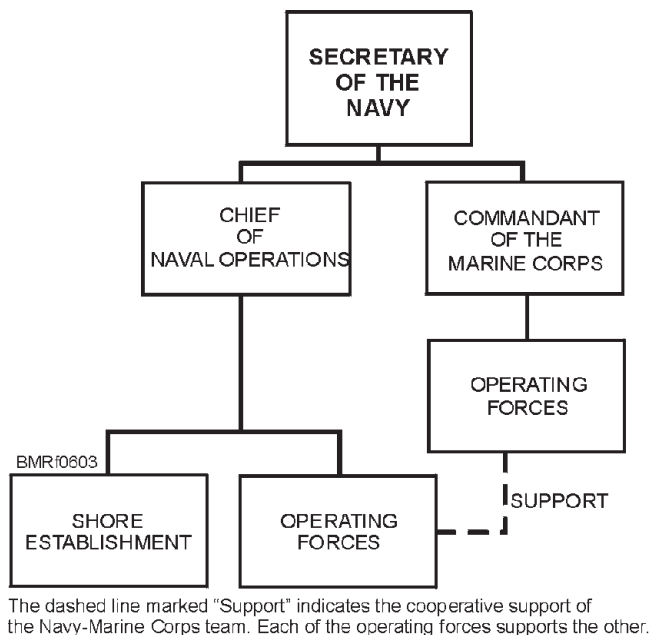 SECRETARY
OF THE
NAVY
CHIEF
OF
NAVAL OPERATIONS
COMMANDANT
OF THE
MARINE CORPS
OPERATING
FORCES
BMRf0603
SHORE
ESTABLISHMENT
OPERATING
FORCES
SUPPORT
The dashed line marked “Support” indicates the cooperative support of
the Navy-Marine Corps team. Each of the operating forces supports the other.